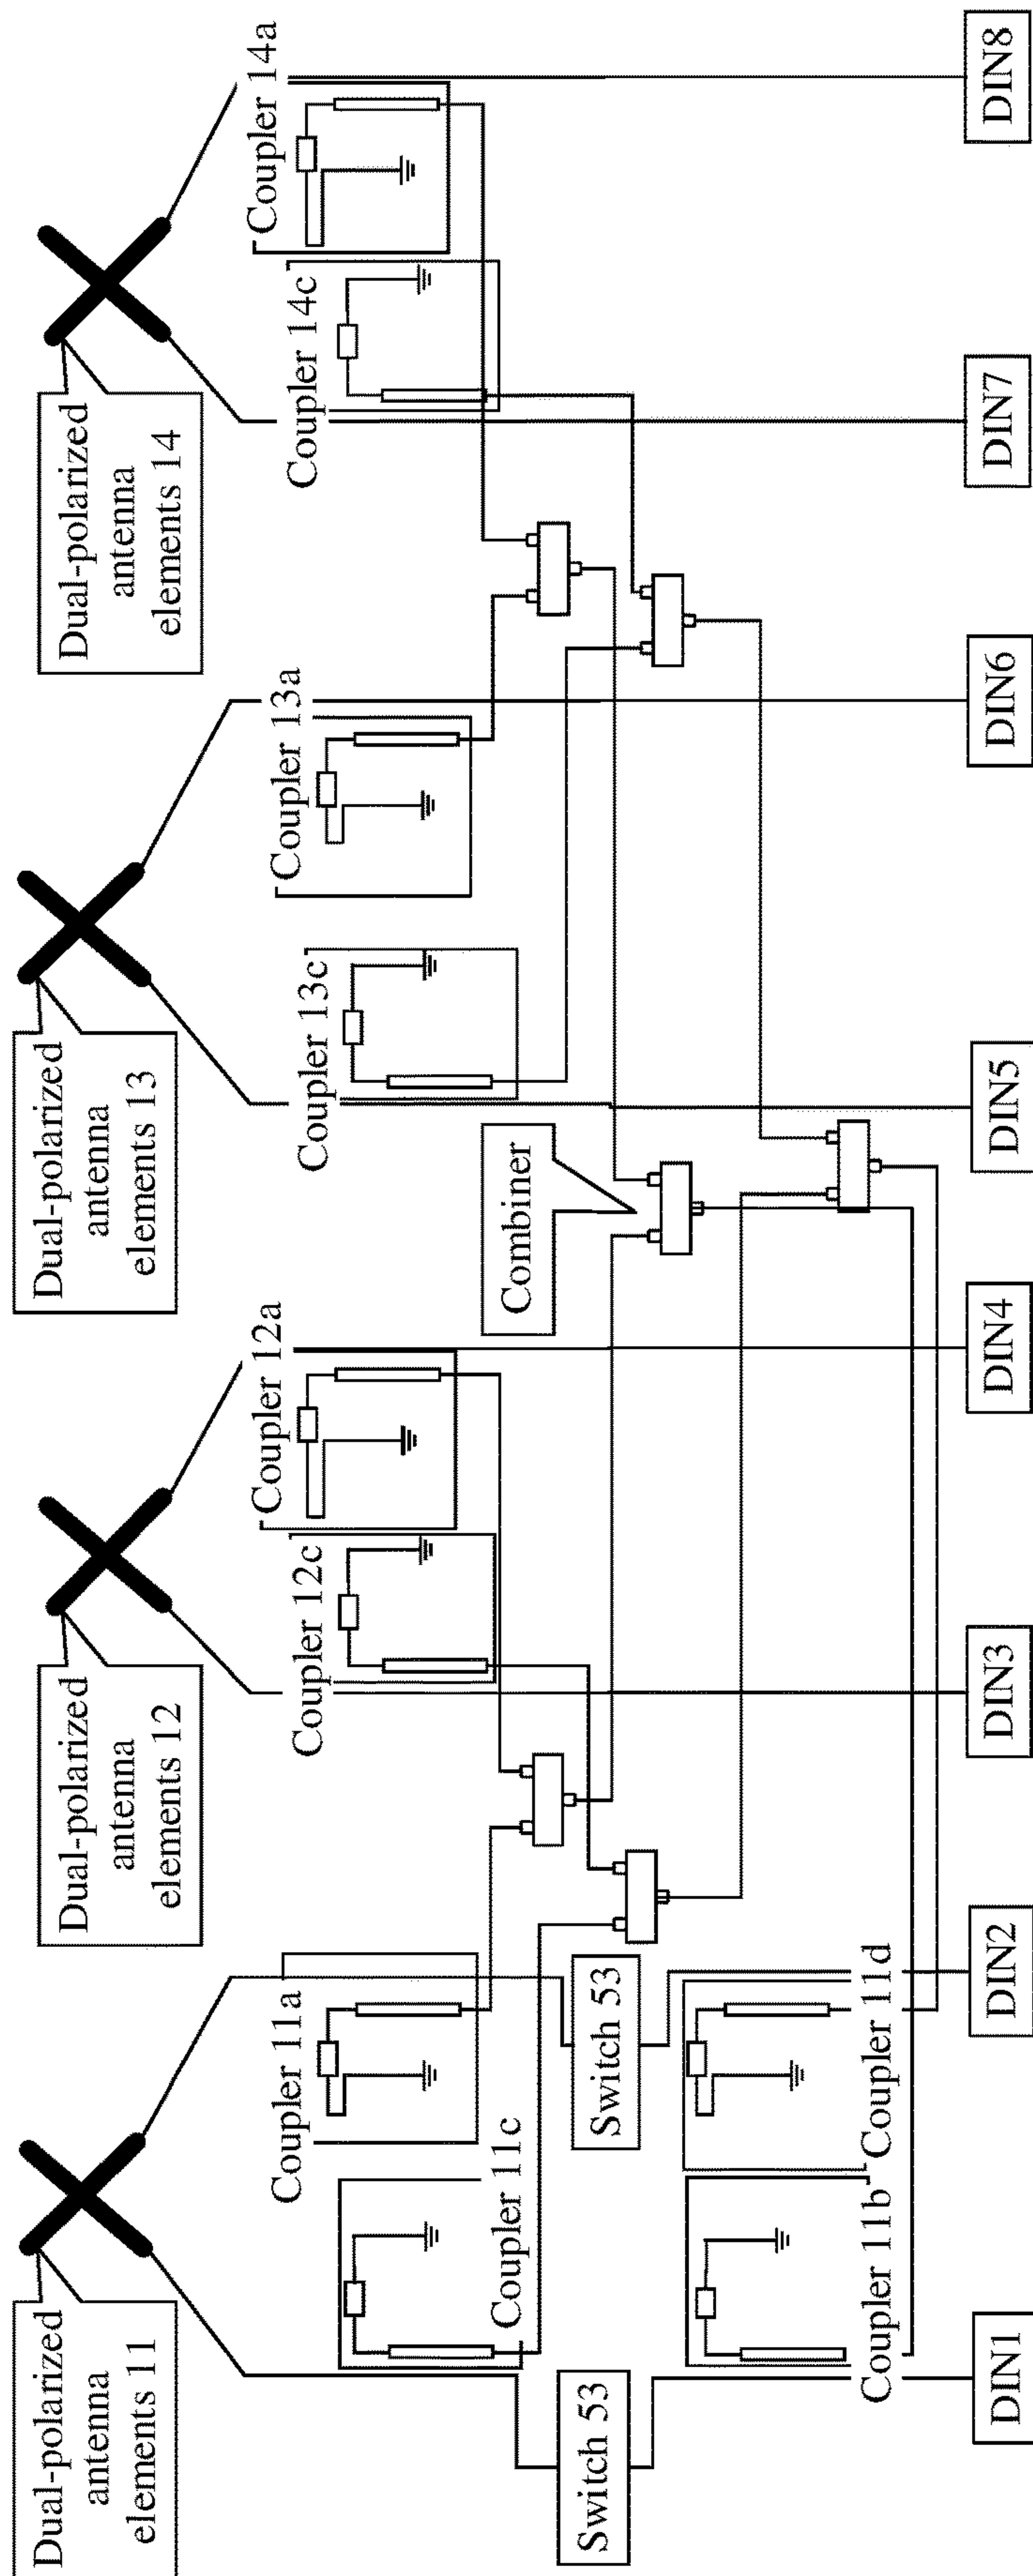 Dual-polarized
antenna
elements 11
Dual-polarized
antenna
elements 12
Dual-polarized
antenna
elements 13
Dual-polarized
antenna
elements 14
Coupler 11a
Coupler 11c
Coupler 12c
Coupler 12a
Coupler 13c
Coupler 13a
Coupler 14c
Coupler 14a
Combiner
Switch 53
Switch 53
Coupler 11b
Coupler 11d
DIN1
DIN2
DIN3
DIN4
DIN5
DIN6
DIN7
DIN8